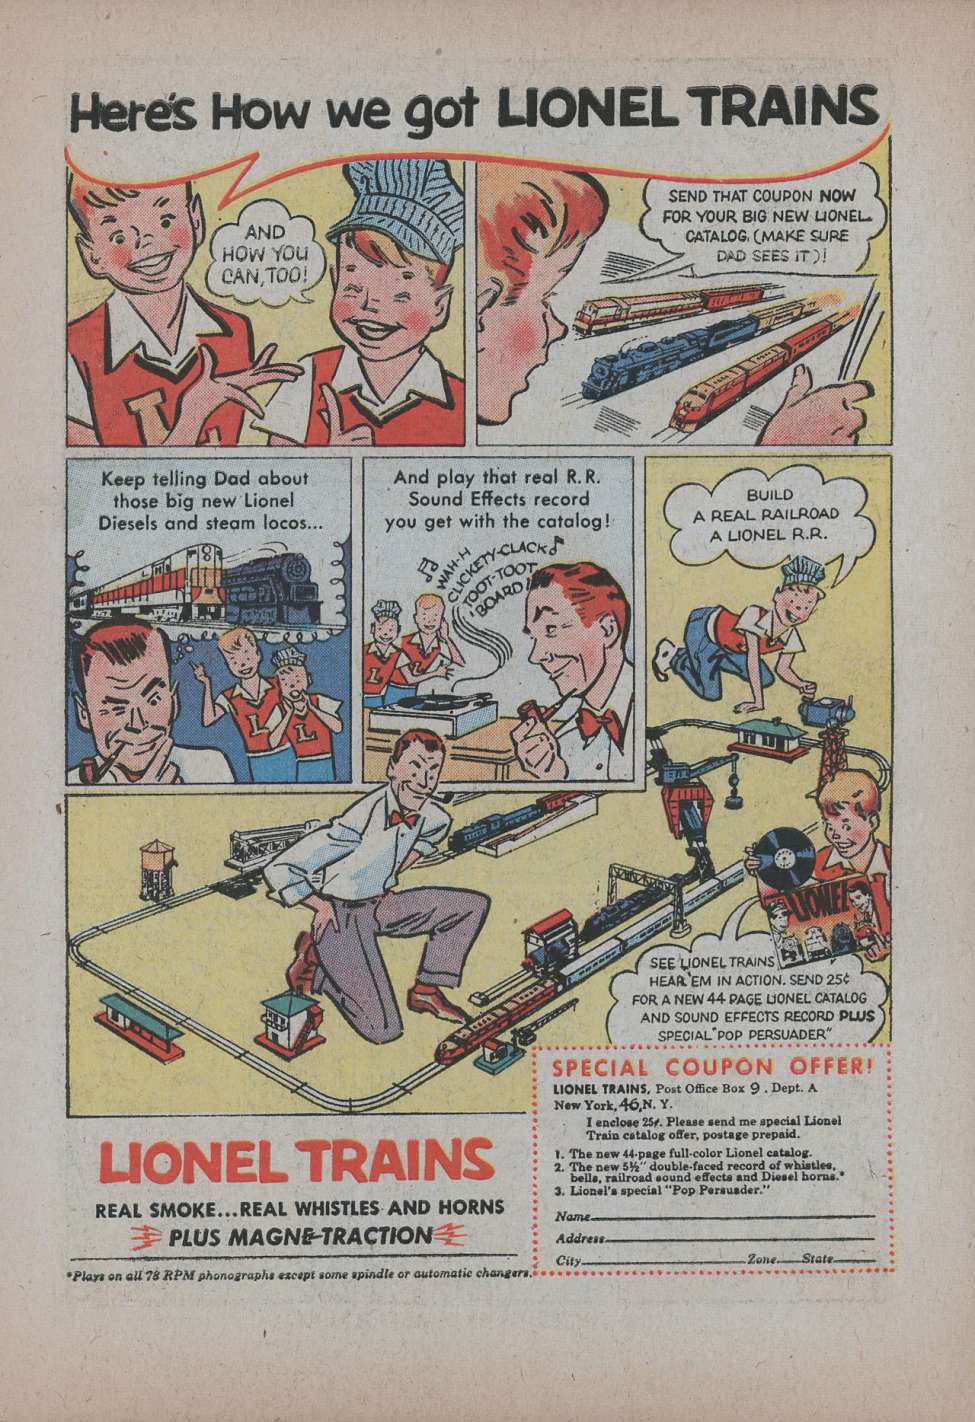 Here's How we got LIONEL TRAINS
AND
HOW YOU
CAN, TOO!
SEND THAT COUPON NOW
FOR YOUR BIG NEW LIONEL
CATALOG, (MAKE SURE
DAD SEES IT)!
L
Keep telling Dad about
those big new Lionel
Diesels and steam locos...
L
L
And play that real R.R.
Sound Effects record
you get with the catalog!
WAH-H
CLICKETY-CLACK
TOOT-TOOT
'BOARD!
L
L
BUILD
A REAL RAILROAD
A LIONEL R.R.
LIONEL
SEE LIONEL TRAINS
HEAR 'EM IN ACTION. SEND 25¢
FOR A NEW 44 PAGE LIONEL CATALOG
AND SOUND EFFECTS RECORD PLUS
SPECIAL "POP PERSUADER"
SPECIAL COUPON OFFER!
LIONEL TRAINS, Post Office Box 9 . Dept. A
New York, 46, N. Y.
I enclose 25¢. Please send me special Lionel
Train catalog offer, postage prepaid.
1. The new 44-page full-color Lionel catalog.
2. The new 5½" double-faced record of whistles,
bells, railroad sound effects and Diesel horns.*
3. Lionel's special "Pop Persuader."
Name
Address
City Zone State
LIONEL TRAINS
REAL SMOKE...REAL WHISTLES AND HORNS
PLUS MAGNE-TRACTION
*Plays on all 78 RPM phonographs except some spindle or automatic changers.